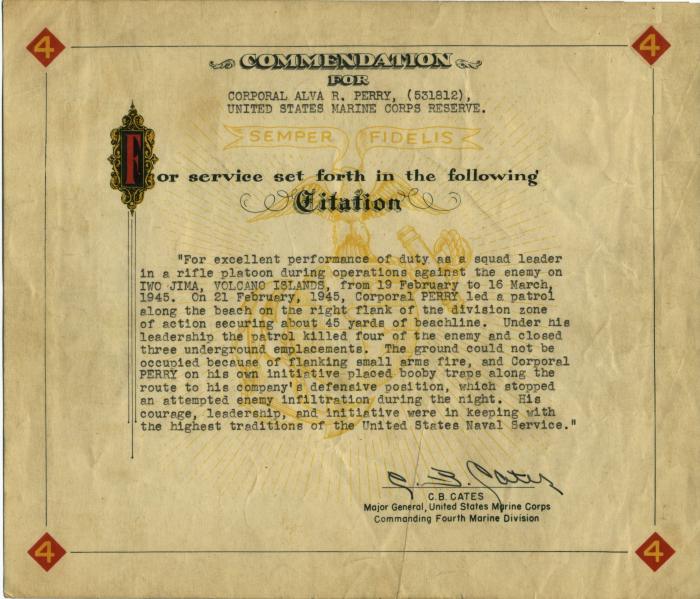 4
4
COMMENDATION
FOR
CORPORAL ALVA R. PERRY, (531812),
UNITED STATES MARINE CORPS RESERVE.
SEMPER FIDELIS
For service set forth in the following
Citation
"For excellent performance of duty as a squad leader
in a rifle platoon during operations against the enemy on
IWO JIMA, VOLCANO ISLANDS, from 19 February to 16 March,
1945. On 21 February, 1945, Corporal PERRY led a patrol
along the beach on the right flank of the division zone
of action securing about 45 yards of beachline. Under his
leadership the patrol killed four of the enemy and closed
three underground emplacements. The ground could not be
occupied because of flanking small arms fire, and Corporal
PERRY on his own initiative placed booby traps along the
route to his company's defensive position, which stopped
an attempted enemy infiltration during the night. His
courage, leadership, and initiative were in keeping with
the highest traditions of the United States Naval Service."
C. B. Cates
C.B. CATES
Major General, United States Marine Corps
Commanding Fourth Marine Division
4
4